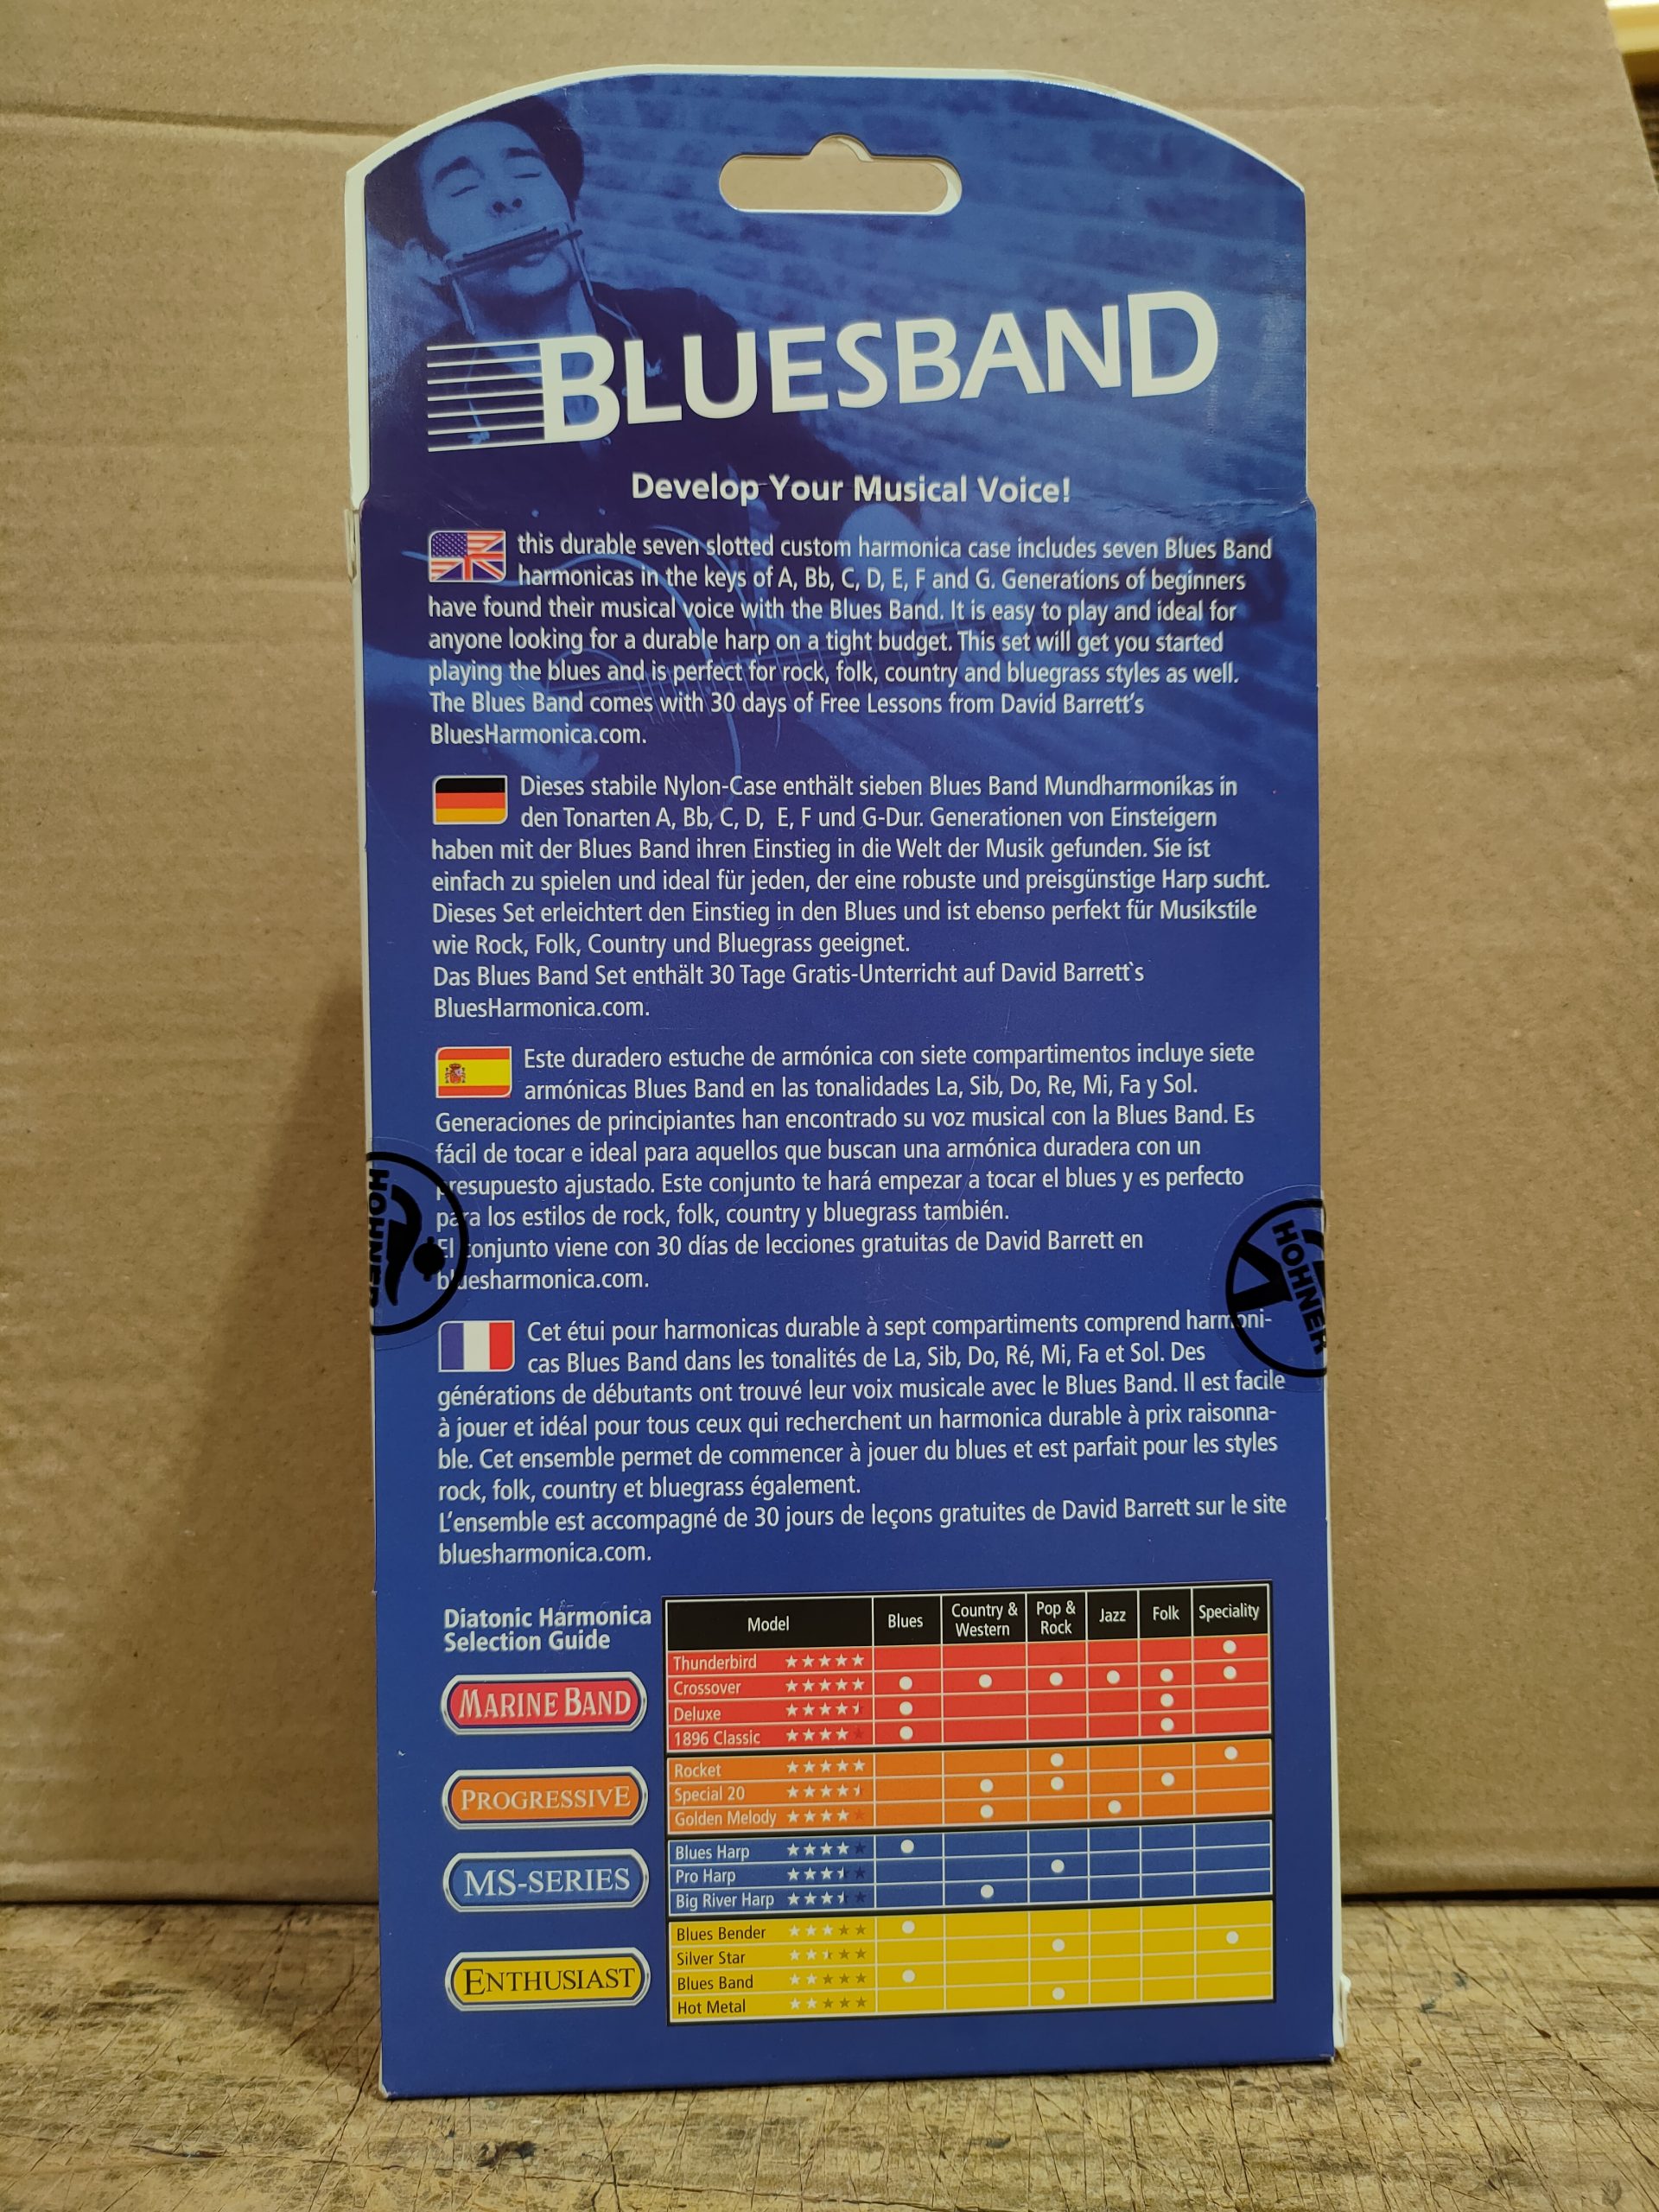 BLUESBAND
Develop Your Musical Voice!
this durable seven slotted custom harmonica case includes seven Blues Band
harmonicas in the keys of A, Bb, C, D, E, F and G. Generations of beginners
have found their musical voice with the Blues Band. It is easy to play and ideal for
anyone looking for a durable harp on a tight budget. This set will get you started
playing the blues and is perfect for rock, folk, country and bluegrass styles as well.
The Blues Band comes with 30 days of Free Lessons from David Barrett's
BluesHarmonica.com.
Dieses stabile Nylon-Case enthält sieben Blues Band Mundharmonikas in
den Tonarten A, Bb, C, D, E, F und G-Dur. Generationen von Einsteigern
haben mit der Blues Band ihren Einstieg in die Welt der Musik gefunden. Sie ist
einfach zu spielen und ideal für jeden, der eine robuste und preisgünstige Harp sucht.
Dieses Set erleichtert den Einstieg in den Blues und ist ebenso perfekt für Musikstile
wie Rock, Folk, Country und Bluegrass geeignet.
Das Blues Band Set enthält 30 Tage Gratis-Unterricht auf David Barrett`s
BluesHarmonica.com.
Este duradero estuche de armónica con siete compartimentos incluye siete
armónicas Blues Band en las tonalidades La, Sib, Do, Re, Mi, Fa y Sol.
Generaciones de principiantes han encontrado su voz musical con la Blues Band. Es
fácil de tocar e ideal para aquellos que buscan una armónica duradera con un
presupuesto ajustado. Este conjunto te hará empezar a tocar el blues y es perfecto
para los estilos de rock, folk, country y bluegrass también.
El conjunto viene con 30 días de lecciones gratuitas de David Barrett en
bluesharmonica.com.
HOHNER
HOHNER
Cet étui pour harmonicas durable à sept compartiments comprend harmoni-
cas Blues Band dans les tonalités de La, Sib, Do, Ré, Mi, Fa et Sol. Des
générations de débutants ont trouvé leur voix musicale avec le Blues Band. Il est facile
à jouer et idéal pour tous ceux qui recherchent un harmonica durable à prix raisonna-
ble. Cet ensemble permet de commencer à jouer du blues et est parfait pour les styles
rock, folk, country et bluegrass également.
L'ensemble est accompagné de 30 jours de leçons gratuites de David Barrett sur le site
bluesharmonica.com.
Diatonic Harmonica
Selection Guide
Model Blues Country & Western Pop & Rock Jazz Folk Speciality
MARINE BAND
Thunderbird
Crossover
Deluxe
1896 Classic
PROGRESSIVE
Rocket
Special 20
Golden Melody
MS-SERIES
Blues Harp
Pro Harp
Big River Harp
ENTHUSIAST
Blues Bender
Silver Star
Blues Band
Hot Metal